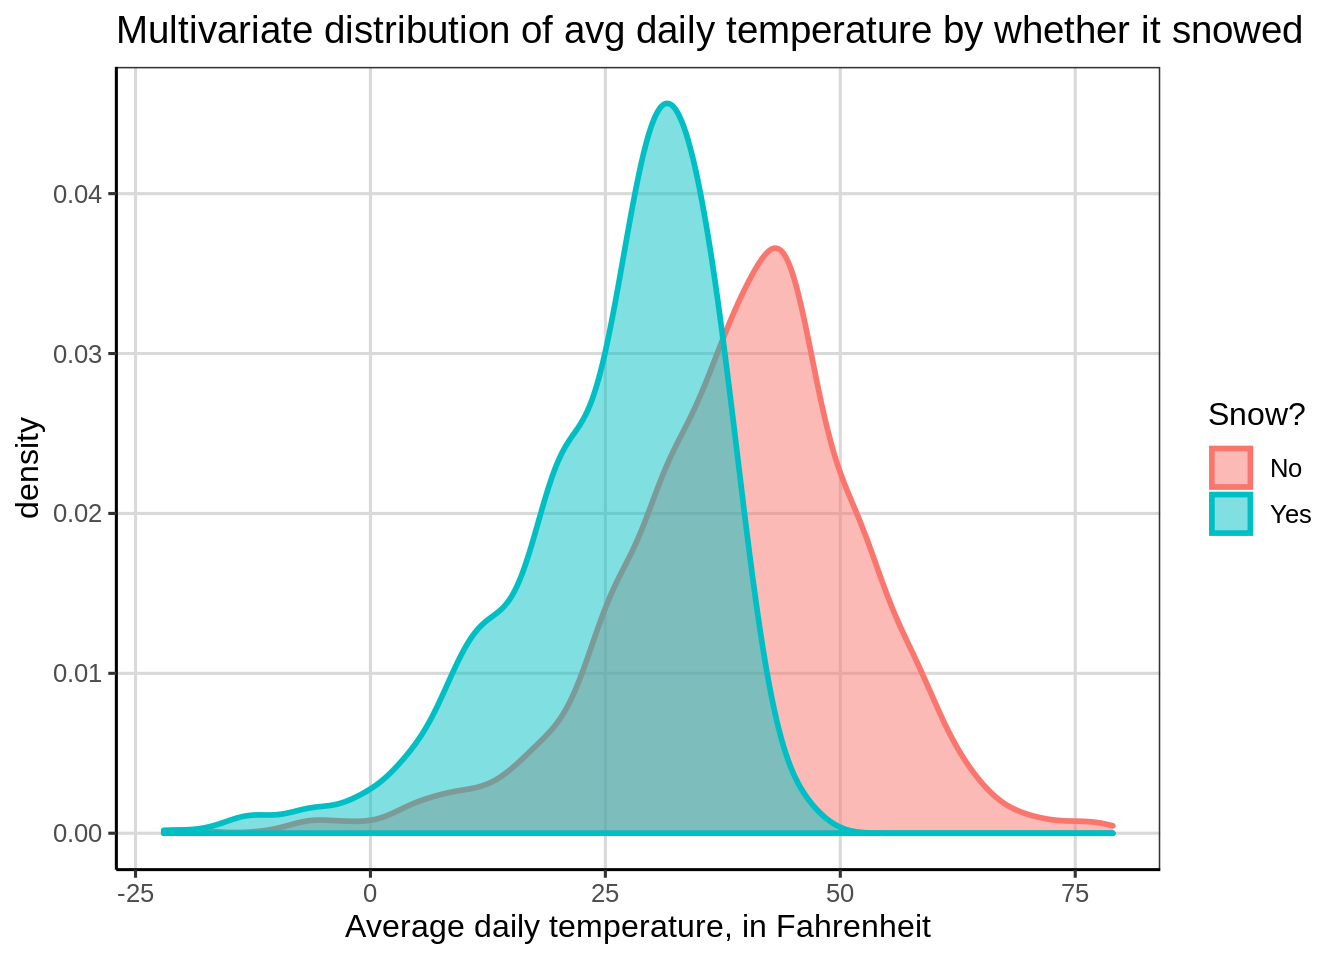 Multivariate distribution of avg daily temperature by whether it snowed
density
0.04
0.03
0.02
0.01
0.00
-25 0 25 50 75
Average daily temperature, in Fahrenheit
Snow?
No
Yes